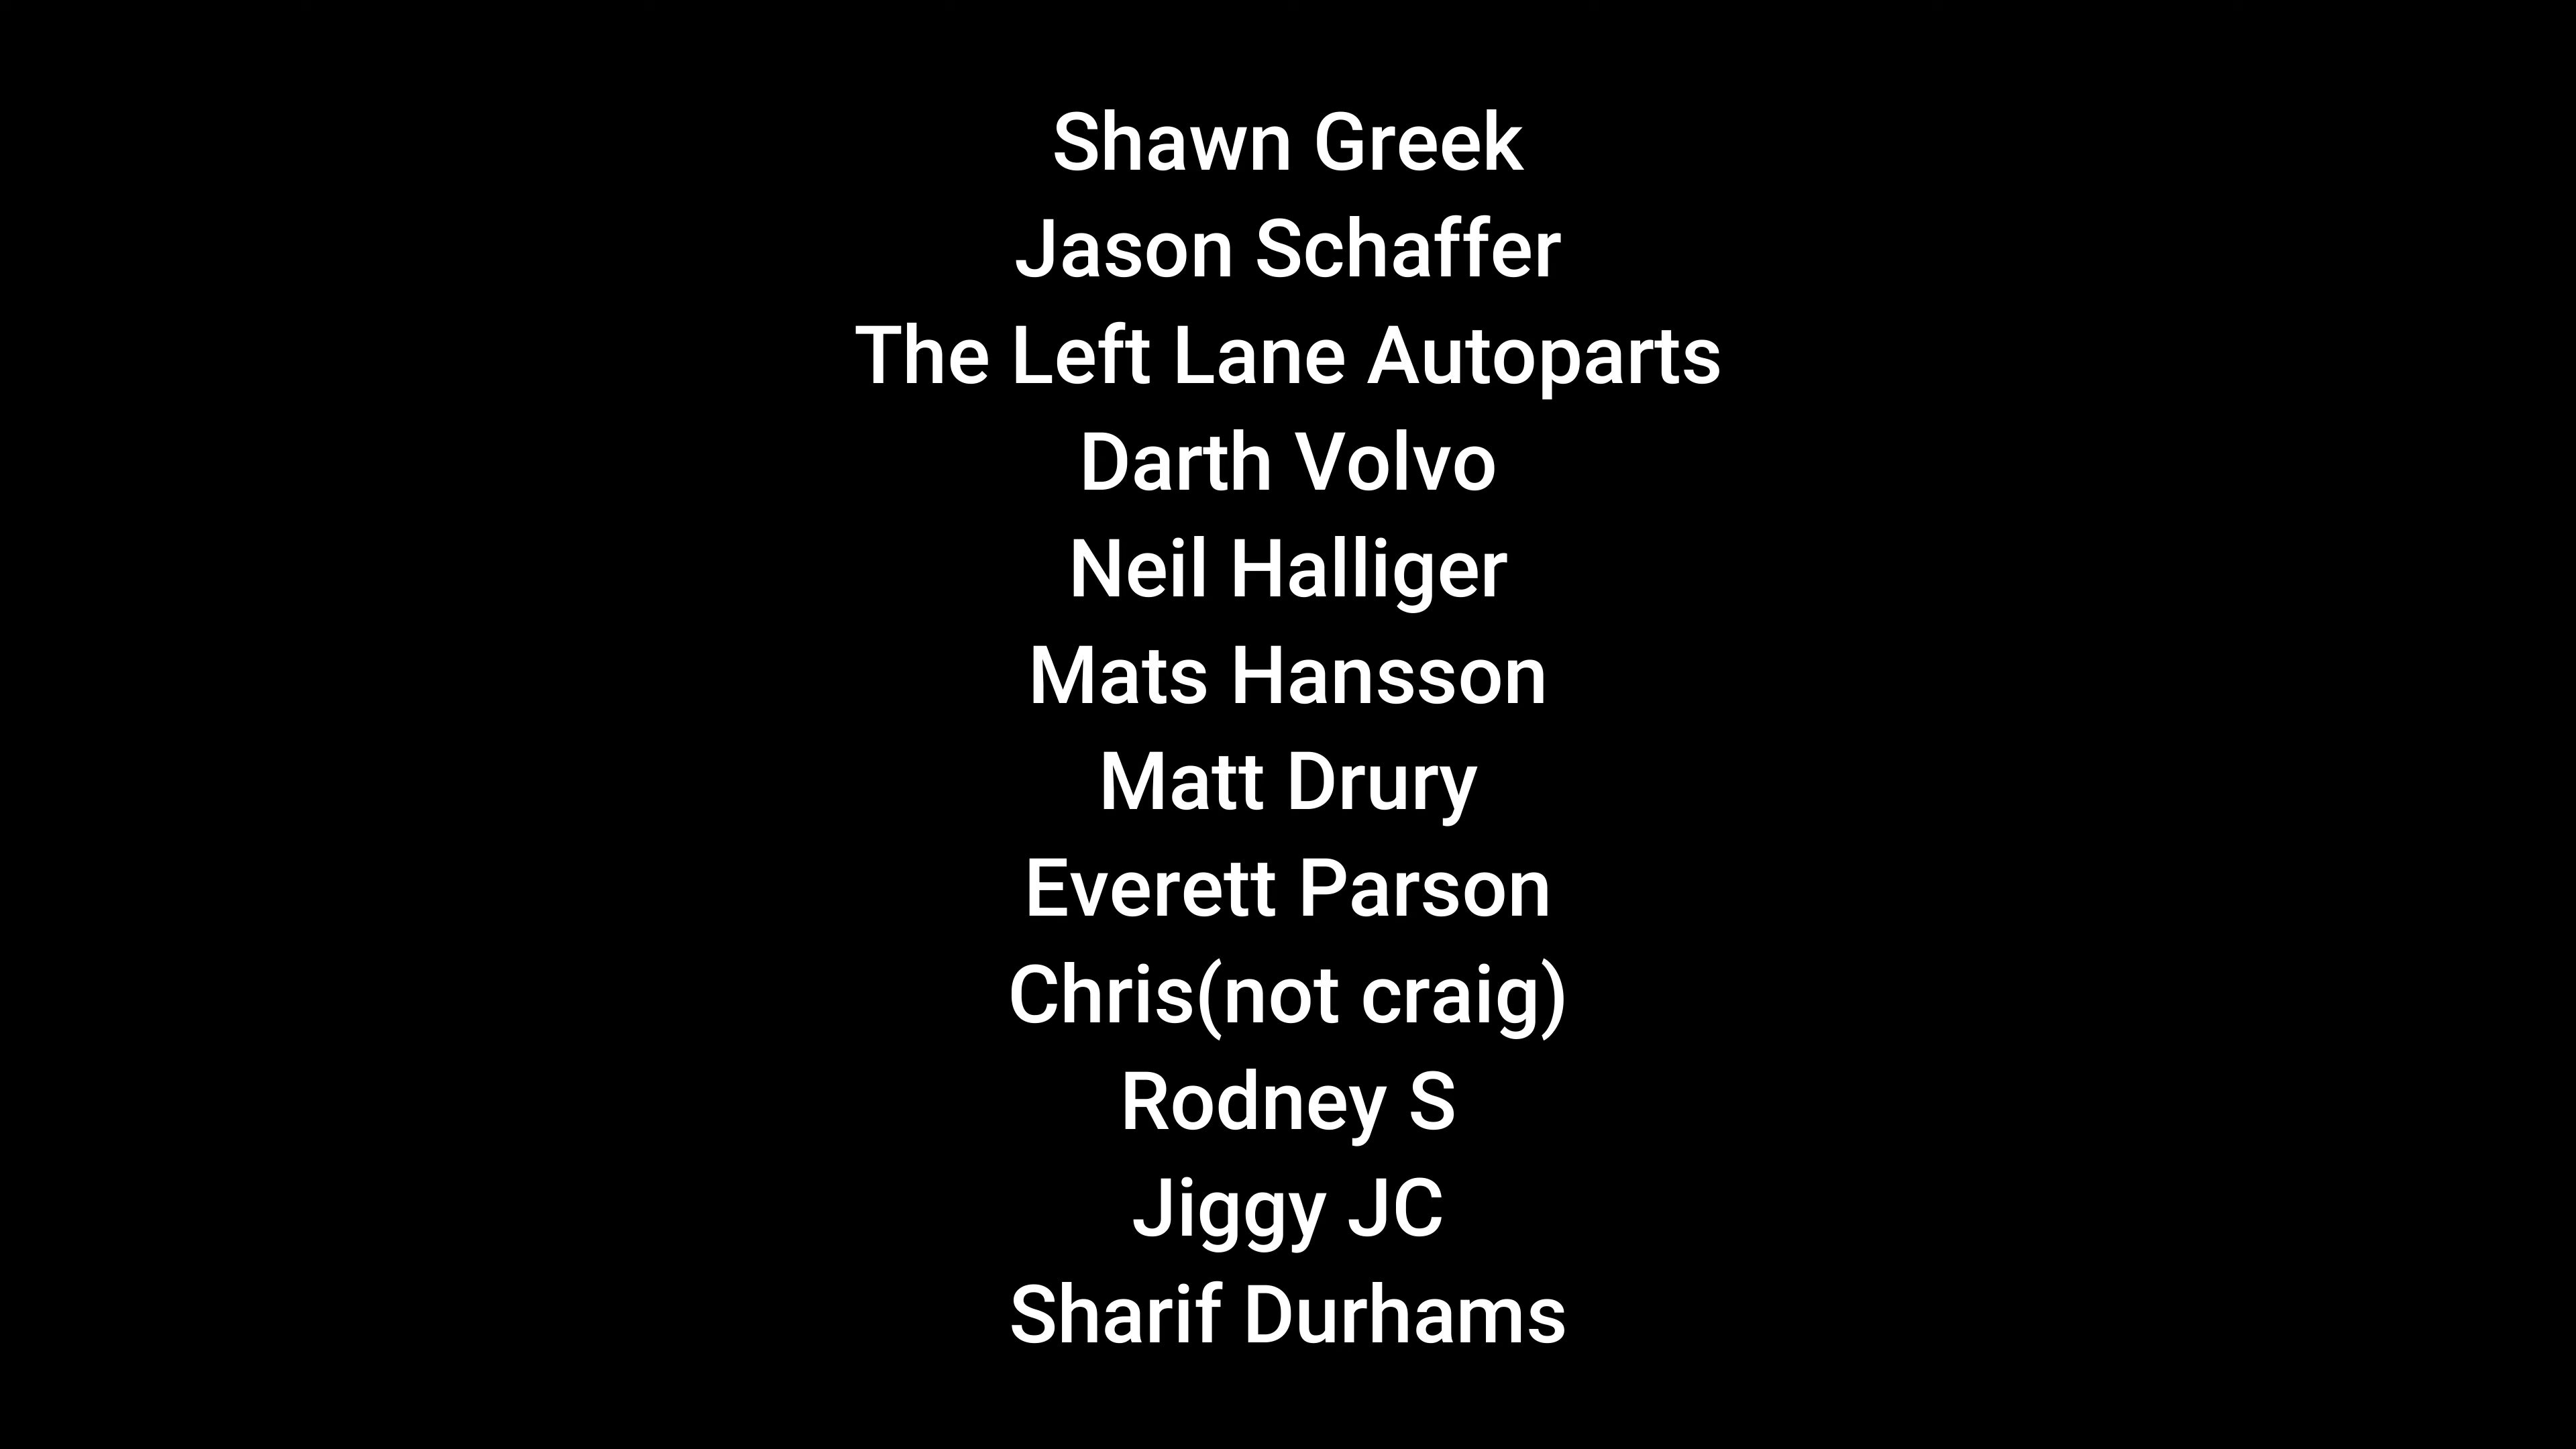 Shawn Greek
Jason Schaffer
The Left Lane Autoparts
Darth Volvo
Neil Halliger
Mats Hansson
Matt Drury
Everett Parson
Chris(not craig)
Rodney S
Jiggy JC
Sharif Durhams